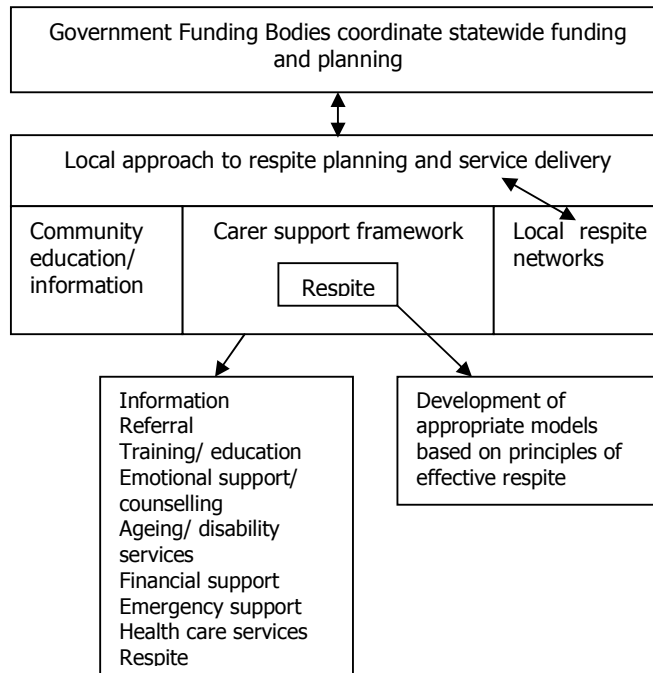 Government Funding Bodies coordinate statewide funding
and planning
Local approach to respite planning and service delivery
Community
education/
information
Carer support framework
Respite
Local respite
networks
Information
Referral
Training/ education
Emotional support/
counselling
Ageing/ disability
services
Financial support
Emergency support
Health care services
Respite
Development of
appropriate models
based on principles of
effective respite